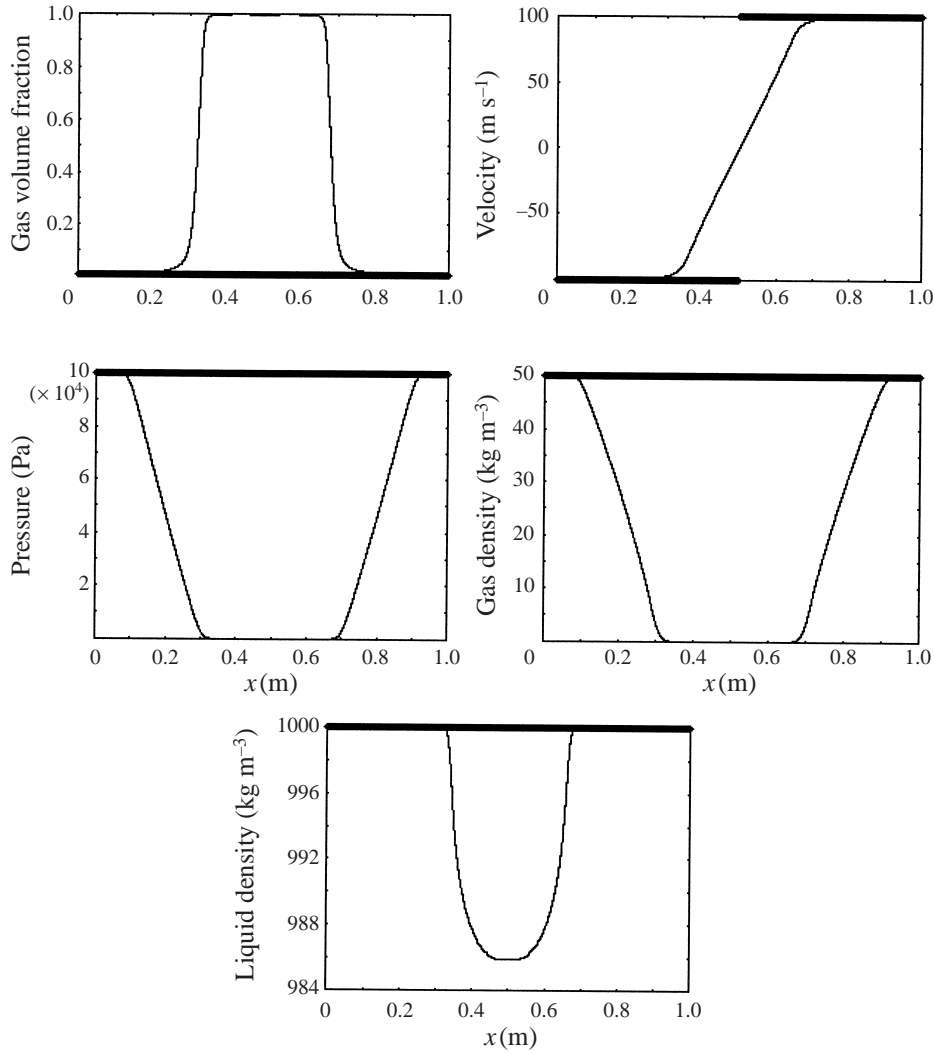 Gas volume fraction
1.0
0.8
0.6
0.4
0.2
0 0.2 0.4 0.6 0.8 1.0
Velocity (m s⁻¹)
100
50
0
–50
0 0.2 0.4 0.6 0.8 1.0
Pressure (Pa)
10
(× 10⁴)
8
6
4
2
0 0.2 0.4 0.6 0.8 1.0
x (m)
Gas density (kg m⁻³)
50
40
30
20
10
0 0.2 0.4 0.6 0.8 1.0
x (m)
Liquid density (kg m⁻³)
1000
996
992
988
984
0 0.2 0.4 0.6 0.8 1.0
x (m)